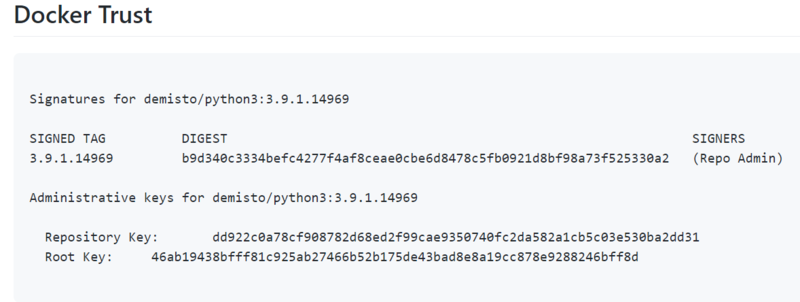 Docker Trust
Signatures for demisto/python3:3.9.1.14969
SIGNED TAG DIGEST SIGNERS
3.9.1.14969 b9d340c3334befc4277f4af8ceae0cbe6d8478c5fb0921d8bf98a73f525330a2 (Repo Admin)
Administrative keys for demisto/python3:3.9.1.14969
Repository Key: dd922c0a78cf908782d68ed2f99cae9350740fc2da582a1cb5c03e530ba2dd31
Root Key: 46ab19438bfff81c925ab27466b52b175de43bad8e8a19cc878e9288246bff8d